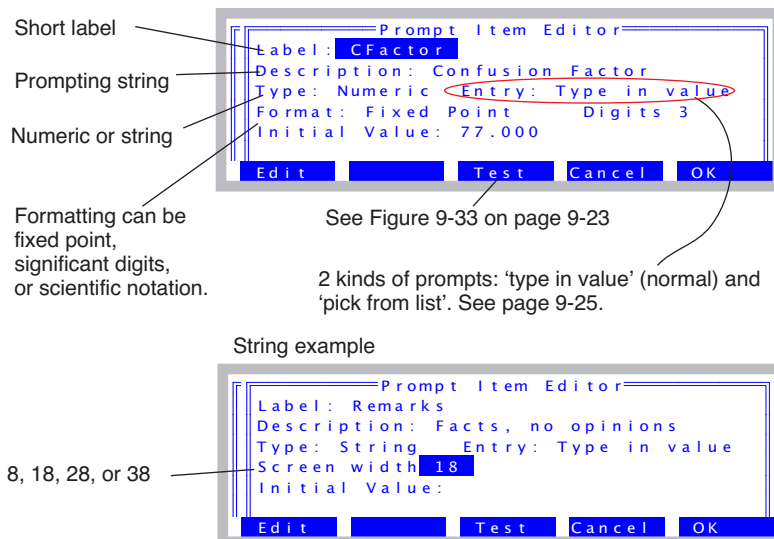 Short label
Prompting string
Numeric or string
Formatting can be
fixed point,
significant digits,
or scientific notation.
Prompt Item Editor
Label: CFactor
Description: Confusion Factor
Type: Numeric Entry: Type in value
Format: Fixed Point Digits 3
Initial Value: 77.000
Edit Test Cancel OK
See Figure 9-33 on page 9-23
2 kinds of prompts: ‘type in value’ (normal) and
‘pick from list’. See page 9-25.
String example
Prompt Item Editor
Label: Remarks
Description: Facts, no opinions
Type: String Entry: Type in value
8, 18, 28, or 38
Screen width 18
Initial Value:
Edit Test Cancel OK